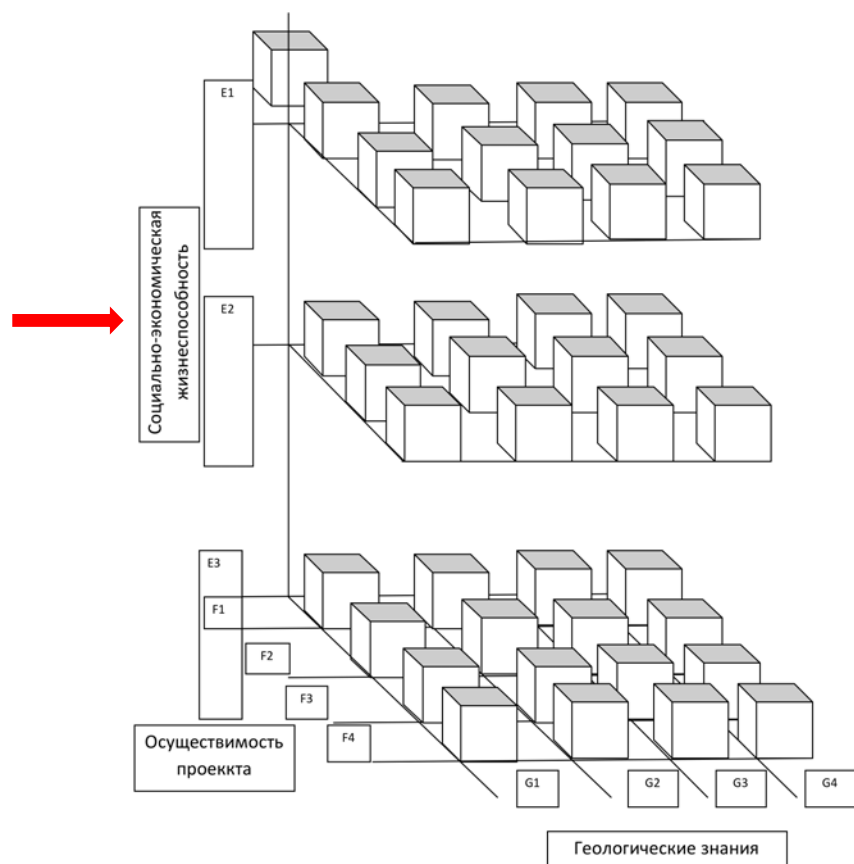 E1
Социально-экономическая
жизнеспособность
E2
E3
F1
F2
F3
F4
Осуществимость
проеккта
G1
G2
G3
G4
Геологические знания